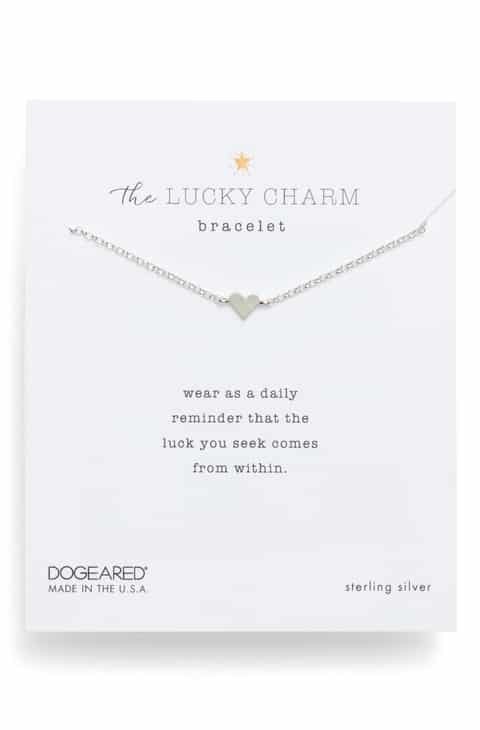 the LUCKY CHARM
bracelet
wear as a daily
reminder that the
luck you seek comes
from within.
DOGEARED®
MADE IN THE U.S.A.
sterling silver